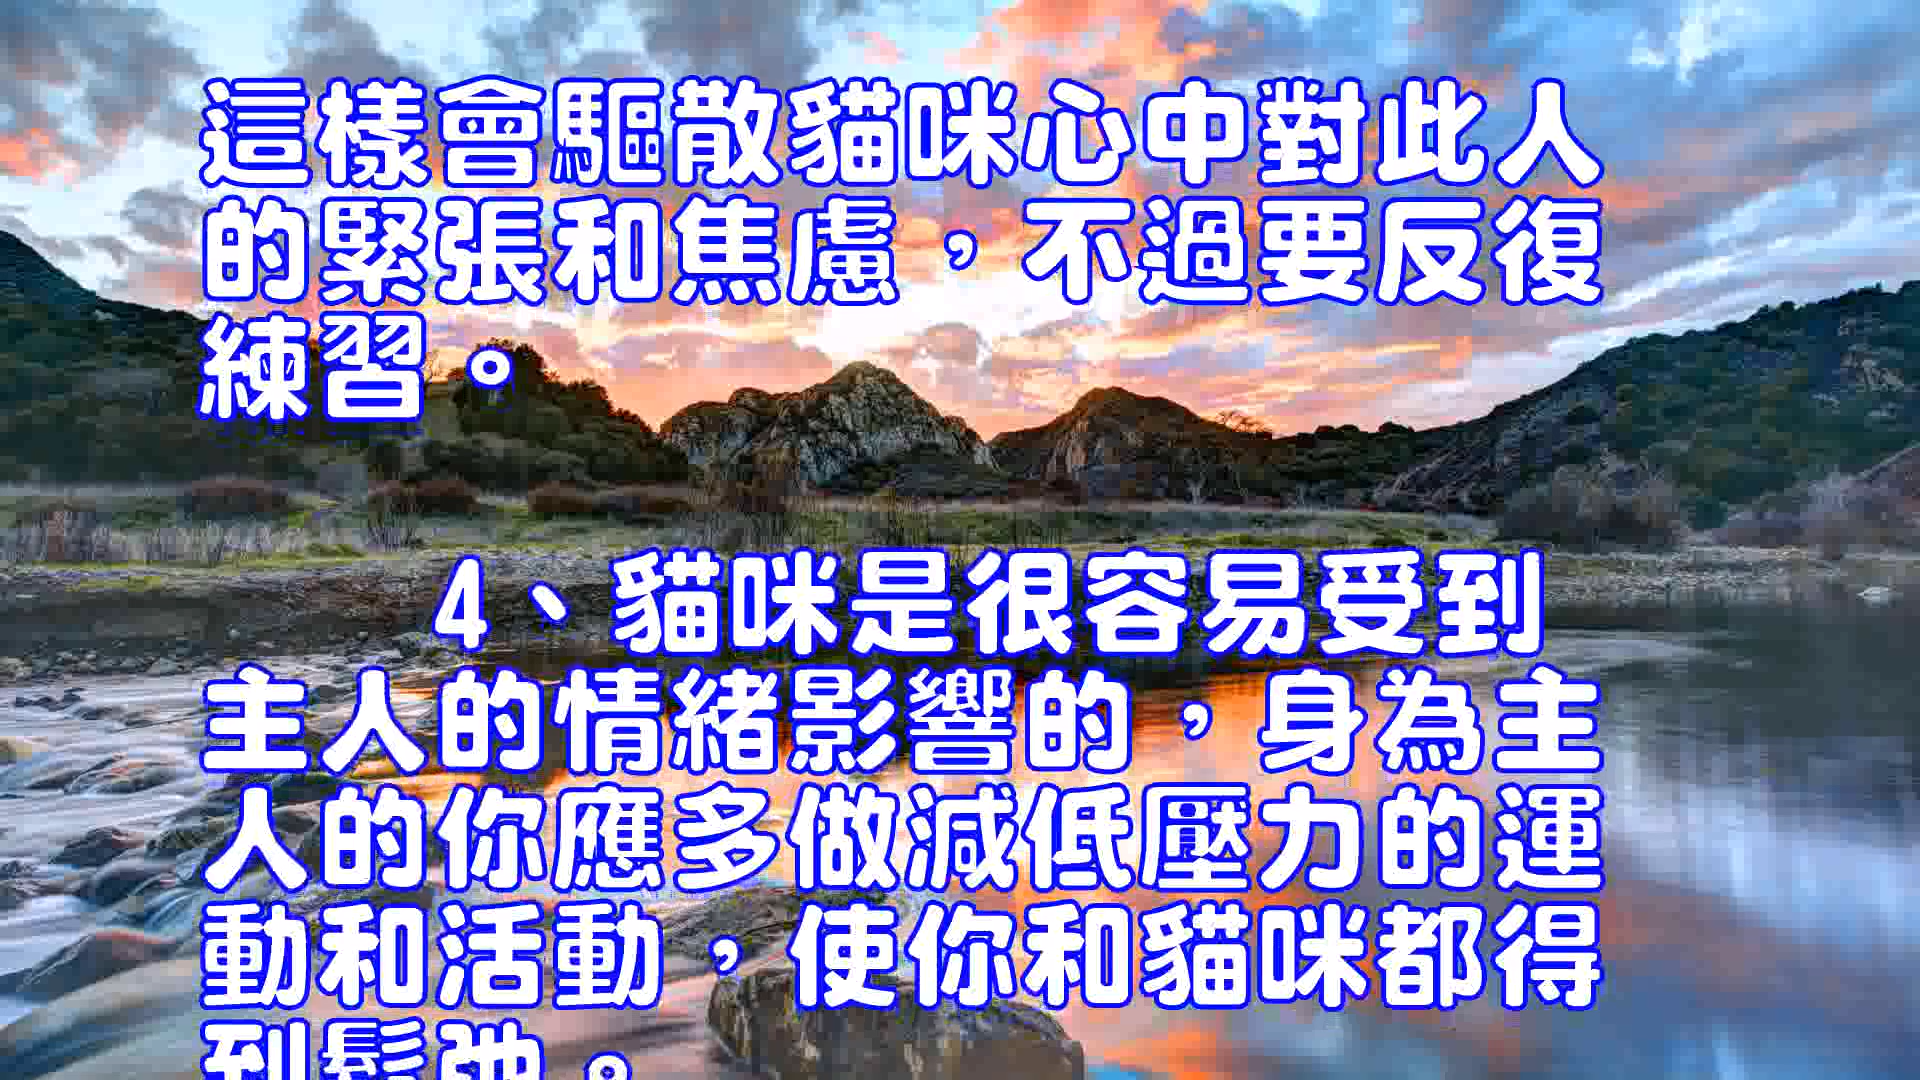 這樣會驅散貓咪心中對此人
的緊張和焦慮，不過要反復
練習。
4、貓咪是很容易受到
主人的情緒影響的，身為主
人的你應多做減低壓力的運
動和活動，使你和貓咪都得
到鬆弛。